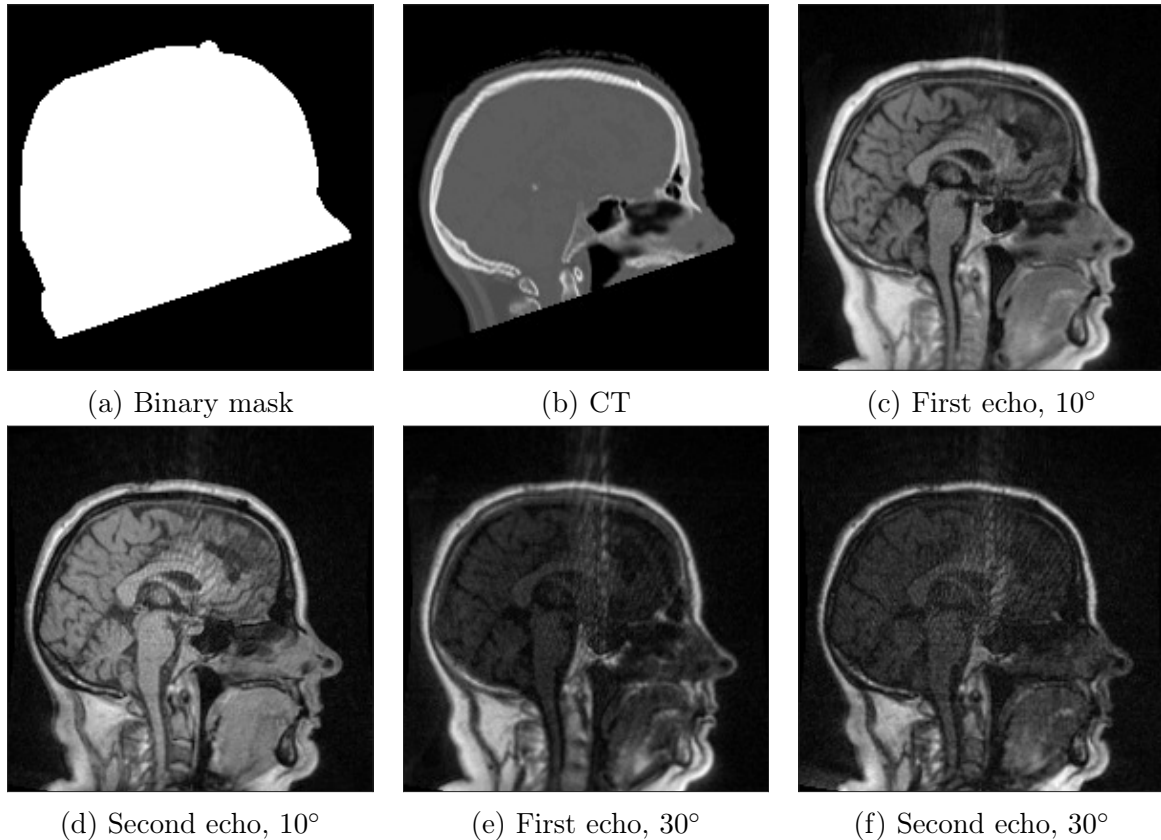 (a) Binary mask
(b) CT
(c) First echo, 10°
(d) Second echo, 10°
(e) First echo, 30°
(f) Second echo, 30°